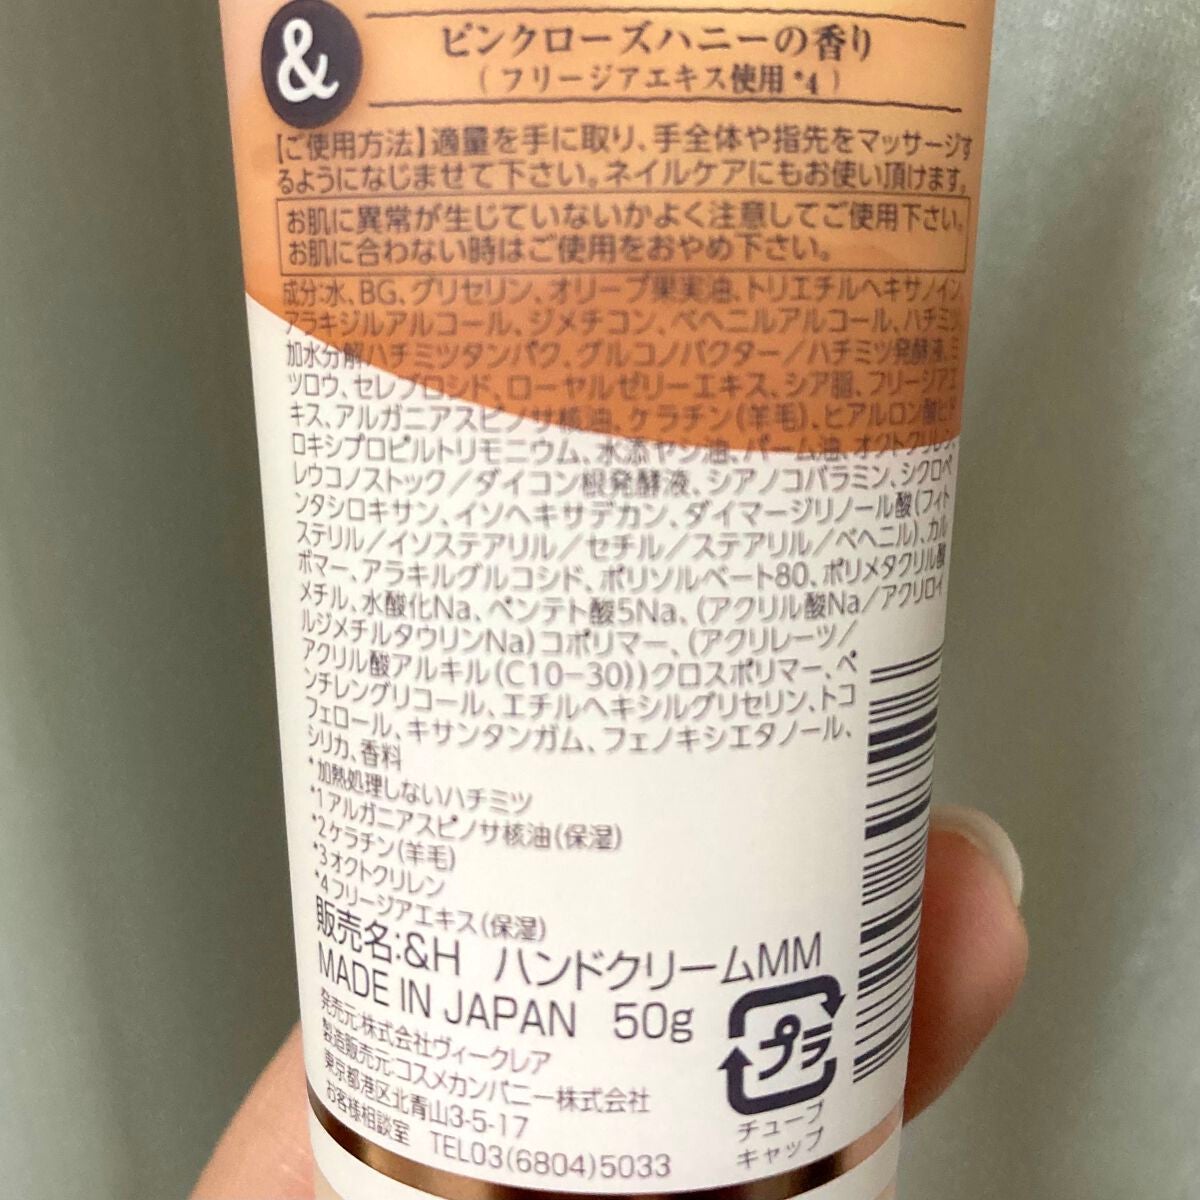 &
ピンクローズハニーの香り
(フリージアエキス使用*4)
【ご使用方法】適量を手に取り、手全体や指先をマッサージす
るようになじませて下さい。ネイルケアにもお使い頂けます。
お肌に異常が生じていないかよく注意してご使用下さい。
お肌に合わない時はご使用をおやめ下さい。
成分:水、BG、グリセリン、オリーブ果実油、トリエチルヘキサノイン、
アラキジルアルコール、ジメチコン、ベヘニルアルコール、ハチミツ、
加水分解ハチミツタンパク、グルコノバクター/ハチミツ発酵液、ミ
ツロウ、セレブロシド、ローヤルゼリーエキス、シア脂、フリージアエ
キス、アルガニアスピノサ核油、ケラチン(羊毛)、ヒアルロン酸ヒド
ロキシプロピルトリモニウム、水添ヤシ油、パーム油、オクトクリレン、
レウコノストック/ダイコン根発酵液、シアノコバラミン、シクロペ
ンタシロキサン、イソヘキサデカン、ダイマージリノール酸(フィト
ステリル/イソステアリル/セチル/ステアリル/ベヘニル)、カル
ボマー、アラキルグルコシド、ポリソルベート80、ポリメタクリル酸
メチル、水酸化Na、ペンテト酸5Na、(アクリル酸Na/アクリロイ
ルジメチルタウリンNa)コポリマー、(アクリレーツ/
アクリル酸アルキル(C10-30))クロスポリマー、ペ
ンチレングリコール、エチルヘキシルグリセリン、トコ
フェロール、キサンタンガム、フェノキシエタノール、
シリカ、香料
*加熱処理しないハチミツ
*1アルガニアスピノサ核油(保湿)
*2ケラチン(羊毛)
*3オクトクリレン
*4フリージアエキス(保湿)
販売名:&H ハンドクリームMM
MADE IN JAPAN 50g
発売元:株式会社ヴィークレア
製造販売元:コスメカンパニー株式会社
東京都港区北青山3-5-17
お客様相談室 TEL03(6804)5033
プラ
チューブ
キャップ